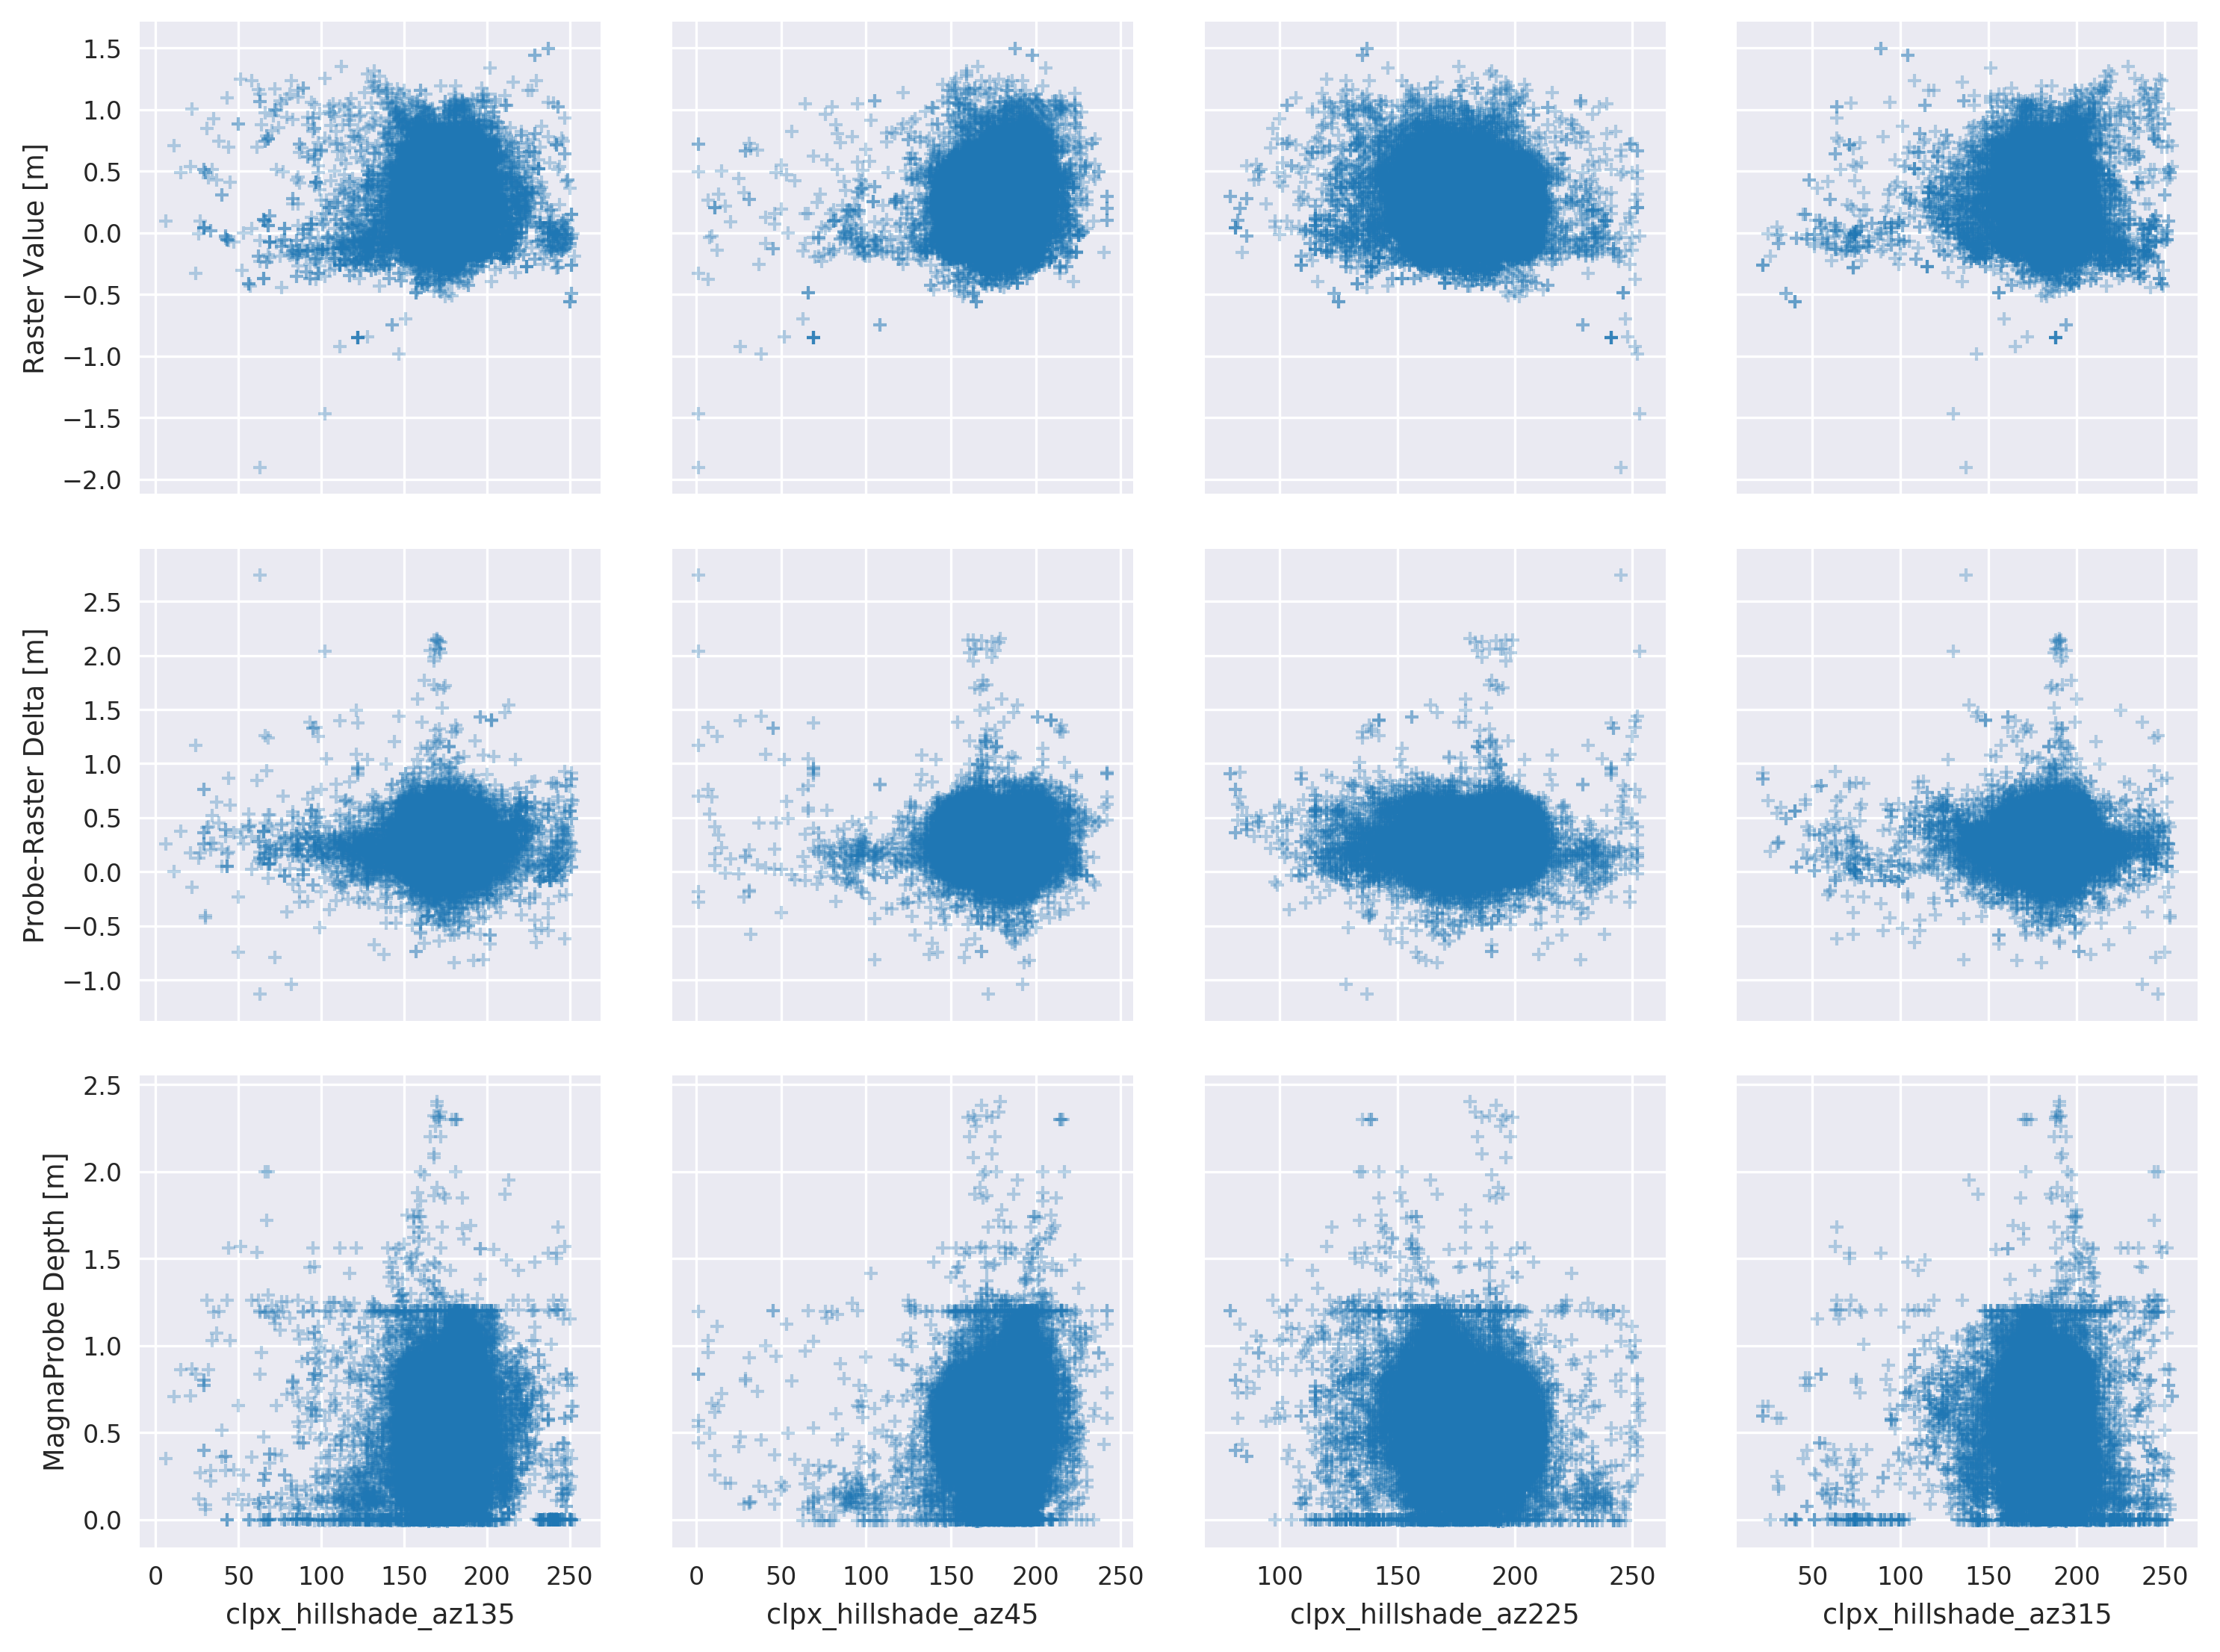 Raster Value [m]
1.5
1.0
0.5
0.0
−0.5
−1.0
−1.5
−2.0
Probe-Raster Delta [m]
2.5
2.0
1.5
1.0
0.5
0.0
−0.5
−1.0
MagnaProbe Depth [m]
2.5
2.0
1.5
1.0
0.5
0.0
0 50 100 150 200 250
0 50 100 150 200 250
100 150 200 250
50 100 150 200 250
clpx_hillshade_az135
clpx_hillshade_az45
clpx_hillshade_az225
clpx_hillshade_az315